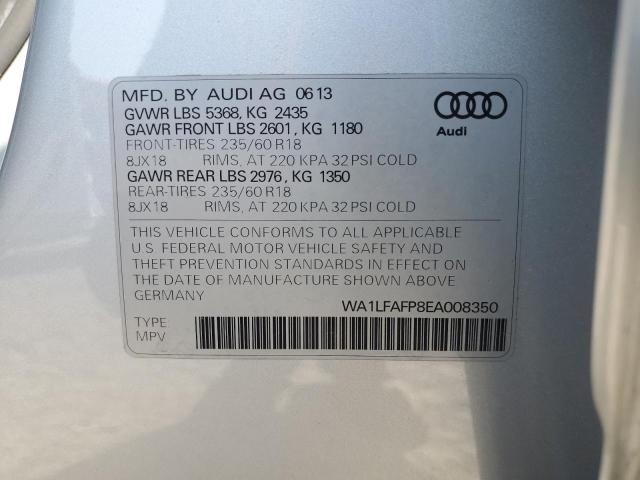 MFD. BY AUDI AG 0613
GVWR LBS 5368, KG 2435
GAWR FRONT LBS 2601, KG 1180
FRONT-TIRES 235/60 R18
8JX18 RIMS, AT 220 KPA 32 PSI COLD
GAWR REAR LBS 2976, KG 1350
REAR-TIRES 235/60 R18
8JX18 RIMS, AT 220 KPA 32 PSI COLD
Audi
THIS VEHICLE CONFORMS TO ALL APPLICABLE
U.S. FEDERAL MOTOR VEHICLE SAFETY AND
THEFT PREVENTION STANDARDS IN EFFECT ON
THE DATE OF MANUFACTURE SHOWN ABOVE
GERMANY
WA1LFAFP8EA008350
TYPE
MPV